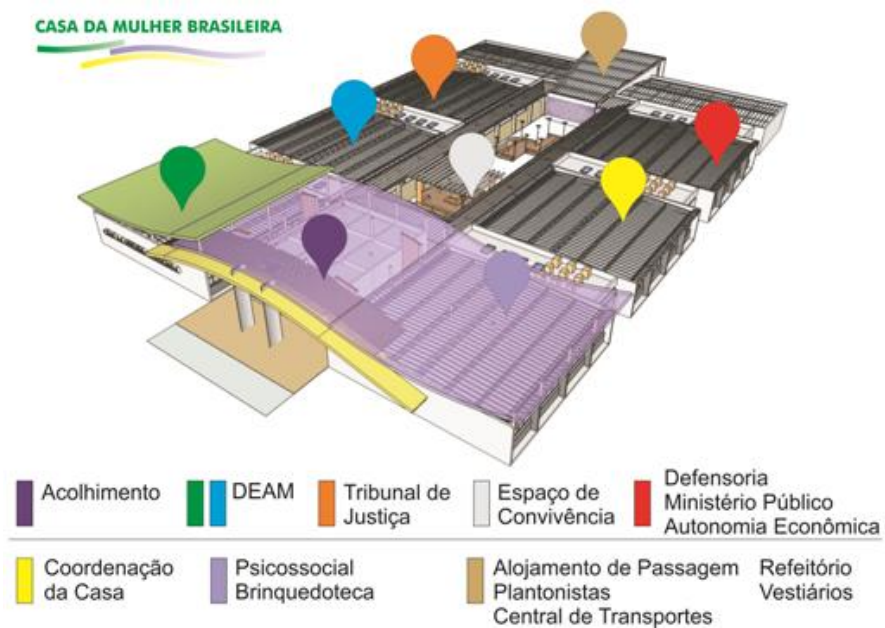 CASA DA MULHER BRASILEIRA
Acolhimento
DEAM
Tribunal de
Justiça
Espaço de
Convivência
Defensoria
Ministério Público
Autonomia Econômica
Coordenação
da Casa
Psicossocial
Brinquedoteca
Alojamento de Passagem
Plantonistas
Central de Transportes
Refeitório
Vestiários